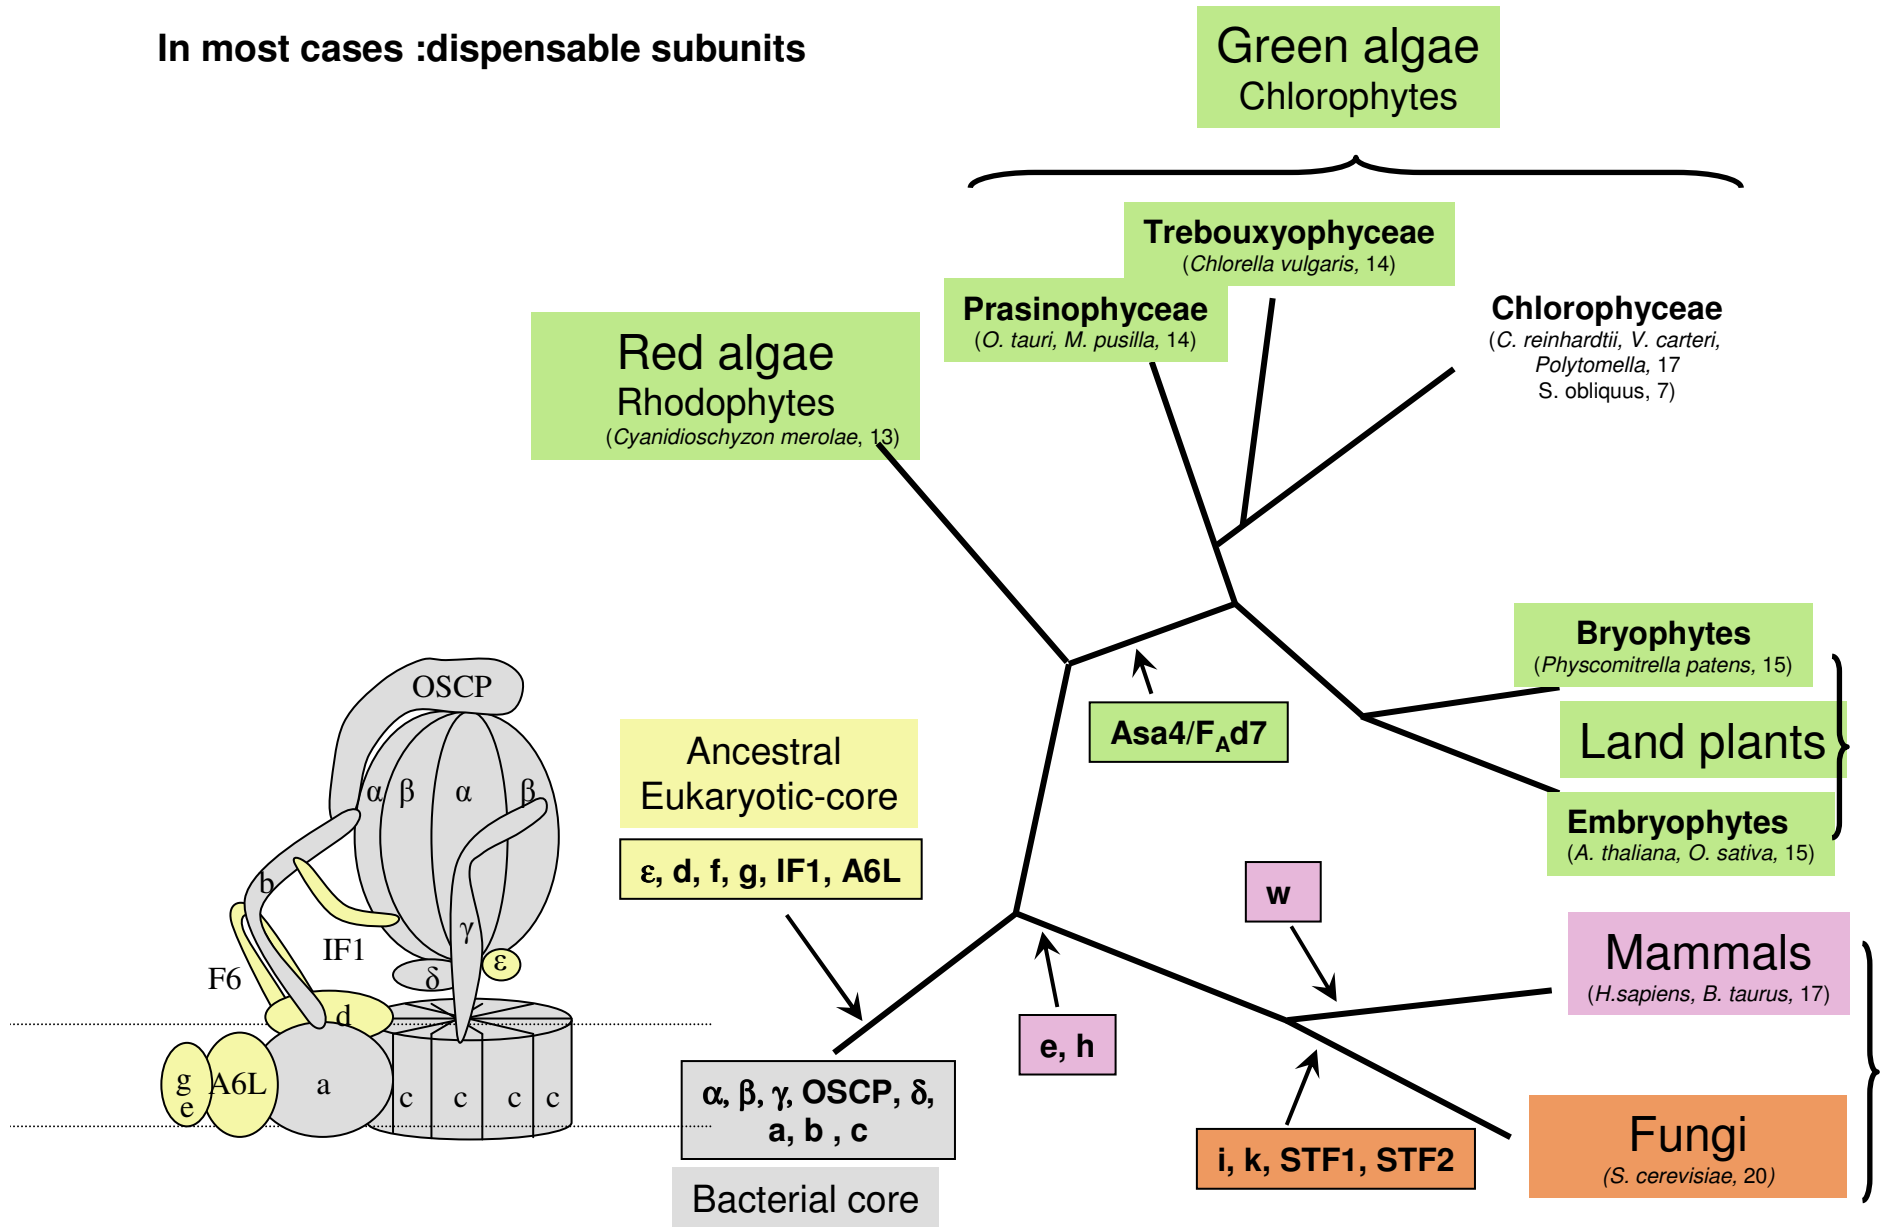 In most cases :dispensable subunits
Green algae
Chlorophytes
Trebouxyophyceae
(Chlorella vulgaris, 14)
Prasinophyceae
(O. tauri, M. pusilla, 14)
Chlorophyceae
(C. reinhardtii, V. carteri,
Polytomella, 17
S. obliquus, 7)
Red algae
Rhodophytes
(Cyanidioschyzon merolae, 13)
Bryophytes
(Physcomitrella patens, 15)
Land plants
Embryophytes
(A. thaliana, O. sativa, 15)
Asa4/FAd7
Ancestral
Eukaryotic-core
ε, d, f, g, IF1, A6L
w
Mammals
(H.sapiens, B. taurus, 17)
e, h
i, k, STF1, STF2
Fungi
(S. cerevisiae, 20)
α, β, γ, OSCP, δ,
a, b , c
Bacterial core
OSCP
α β α β
b
γ
IF1
F6
δ
ε
d
g
e
A6L
a
c c c c